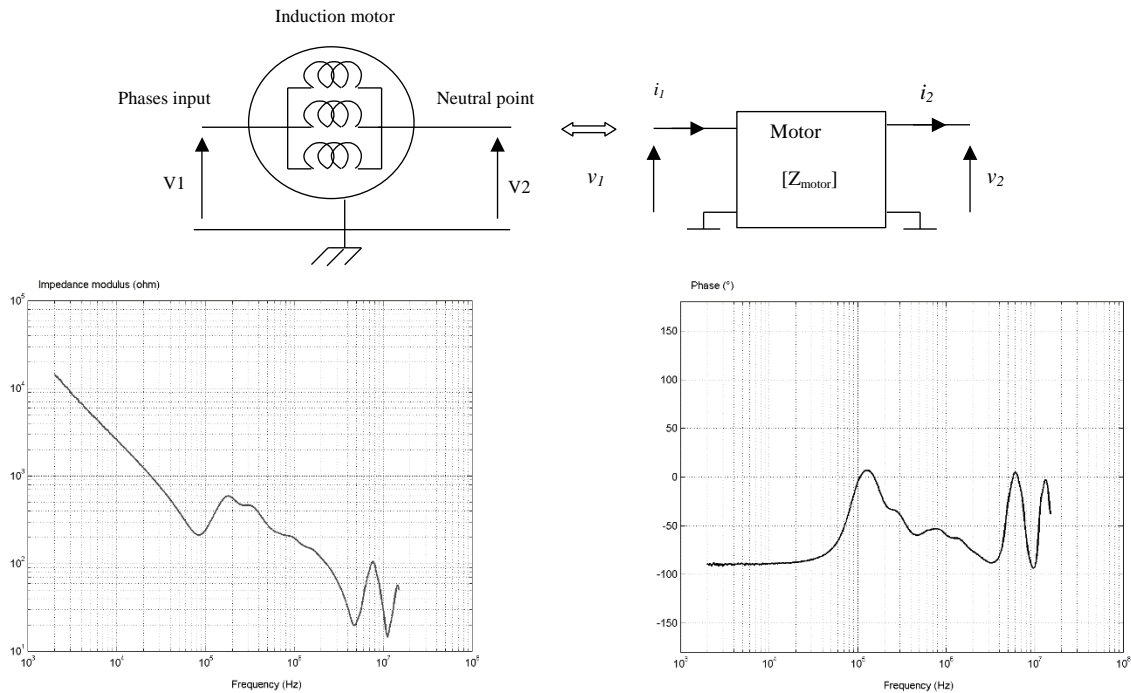 Induction motor
Phases input
Neutral point
V1
V2
i1
i2
v1
v2
Motor
[Zmotor]
Impedance modulus (ohm)
10^5
10^4
10^3
10^2
10^1
10^3 10^4 10^5 10^6 10^7 10^8
Frequency (Hz)
Phase (°)
150
100
50
0
-50
-100
-150
10^3 10^4 10^5 10^6 10^7 10^8
Frequency (Hz)